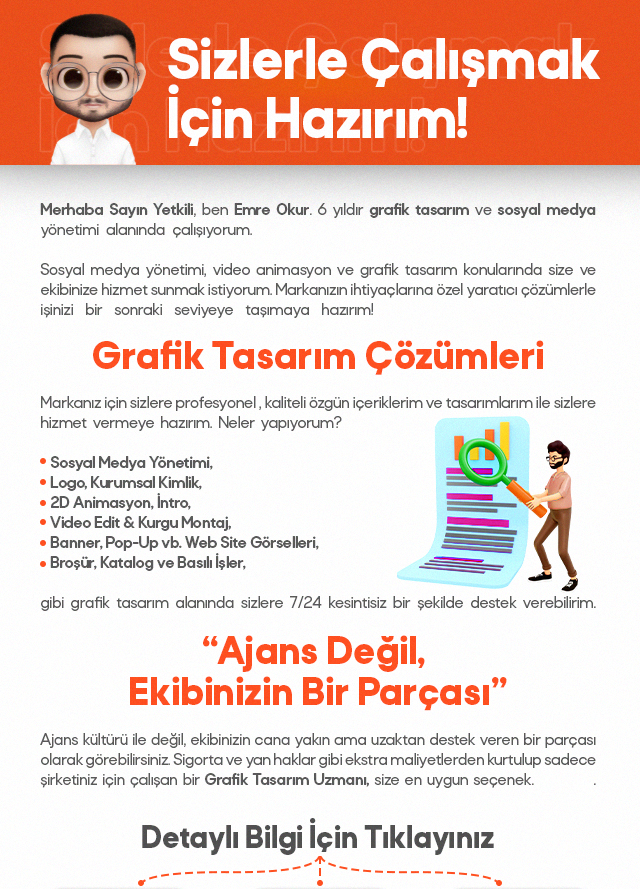 Sizlerle Çalışmak
İçin Hazırım!
Merhaba Sayın Yetkili, ben Emre Okur. 6 yıldır grafik tasarım ve sosyal medya
yönetimi alanında çalışıyorum.
Sosyal medya yönetimi, video animasyon ve grafik tasarım konularında size ve
ekibinize hizmet sunmak istiyorum. Markanızın ihtiyaçlarına özel yaratıcı çözümlerle
işinizi bir sonraki seviyeye taşımaya hazırım!
Grafik Tasarım Çözümleri
Markanız için sizlere profesyonel , kaliteli özgün içeriklerim ve tasarımlarım ile sizlere
hizmet vermeye hazırım. Neler yapıyorum?
• Sosyal Medya Yönetimi,
• Logo, Kurumsal Kimlik,
• 2D Animasyon, İntro,
• Video Edit & Kurgu Montaj,
• Banner, Pop-Up vb. Web Site Görselleri,
• Broşür, Katalog ve Basılı İşler,
gibi grafik tasarım alanında sizlere 7/24 kesintisiz bir şekilde destek verebilirim.
“Ajans Değil,
Ekibinizin Bir Parçası”
Ajans kültürü ile değil, ekibinizin cana yakın ama uzaktan destek veren bir parçası
olarak görebilirsiniz. Sigorta ve yan haklar gibi ekstra maliyetlerden kurtulup sadece
şirketiniz için çalışan bir Grafik Tasarım Uzmanı, size en uygun seçenek. .
Detaylı Bilgi İçin Tıklayınız